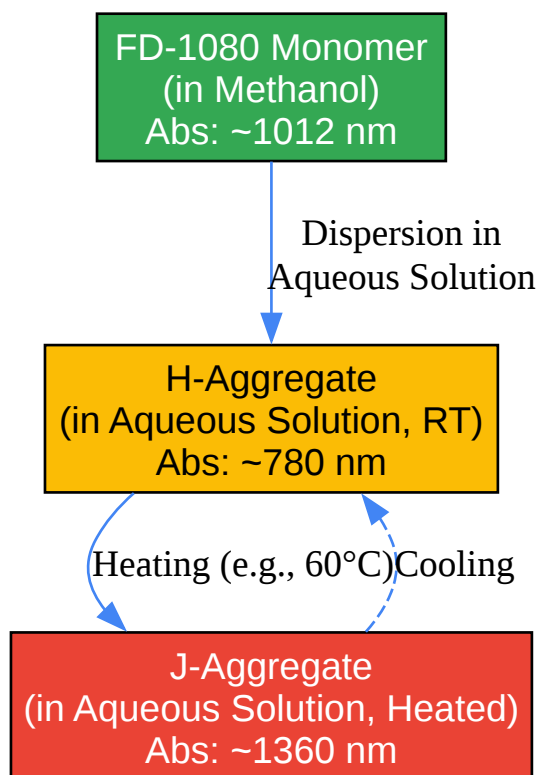 FD-1080 Monomer
(in Methanol)
Abs: ~1012 nm
Dispersion in
Aqueous Solution
H-Aggregate
(in Aqueous Solution, RT)
Abs: ~780 nm
Heating (e.g., 60°C)
Cooling
J-Aggregate
(in Aqueous Solution, Heated)
Abs: ~1360 nm